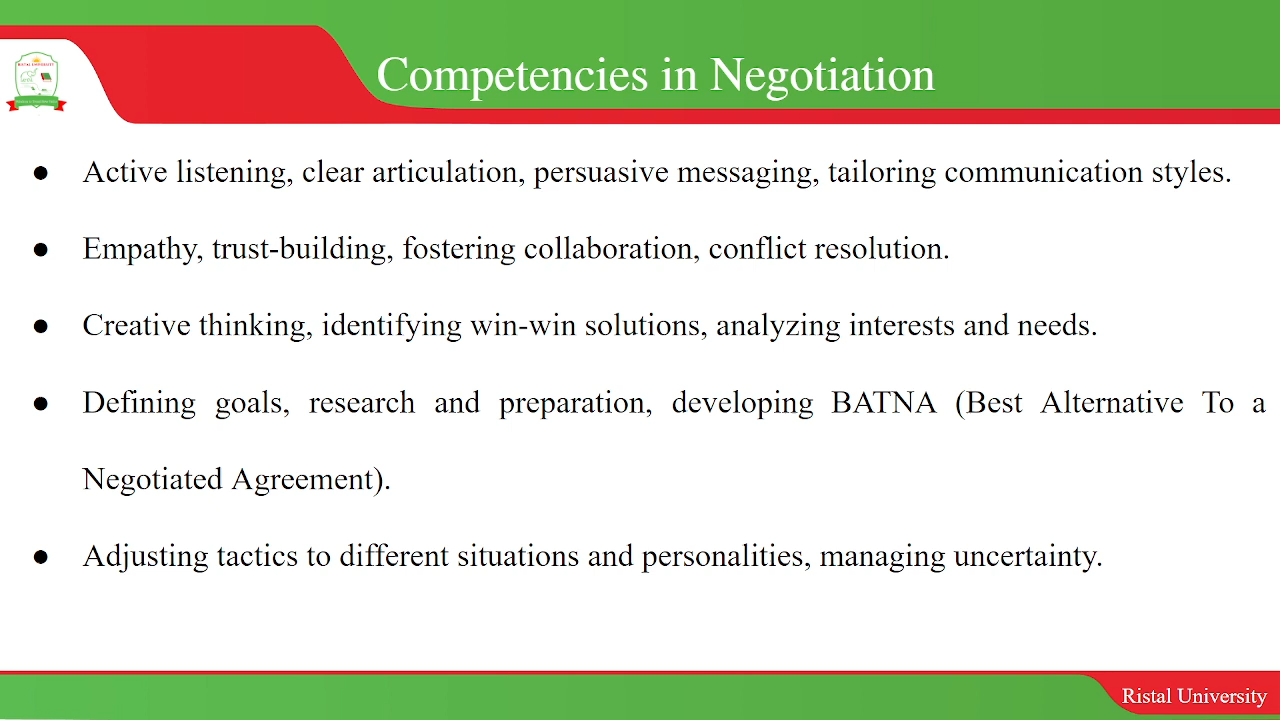 RISTAL UNIVERSITY
Competencies in Negotiation
● Active listening, clear articulation, persuasive messaging, tailoring communication styles.
● Empathy, trust-building, fostering collaboration, conflict resolution.
● Creative thinking, identifying win-win solutions, analyzing interests and needs.
● Defining goals, research and preparation, developing BATNA (Best Alternative To a
Negotiated Agreement).
● Adjusting tactics to different situations and personalities, managing uncertainty.
Ristal University